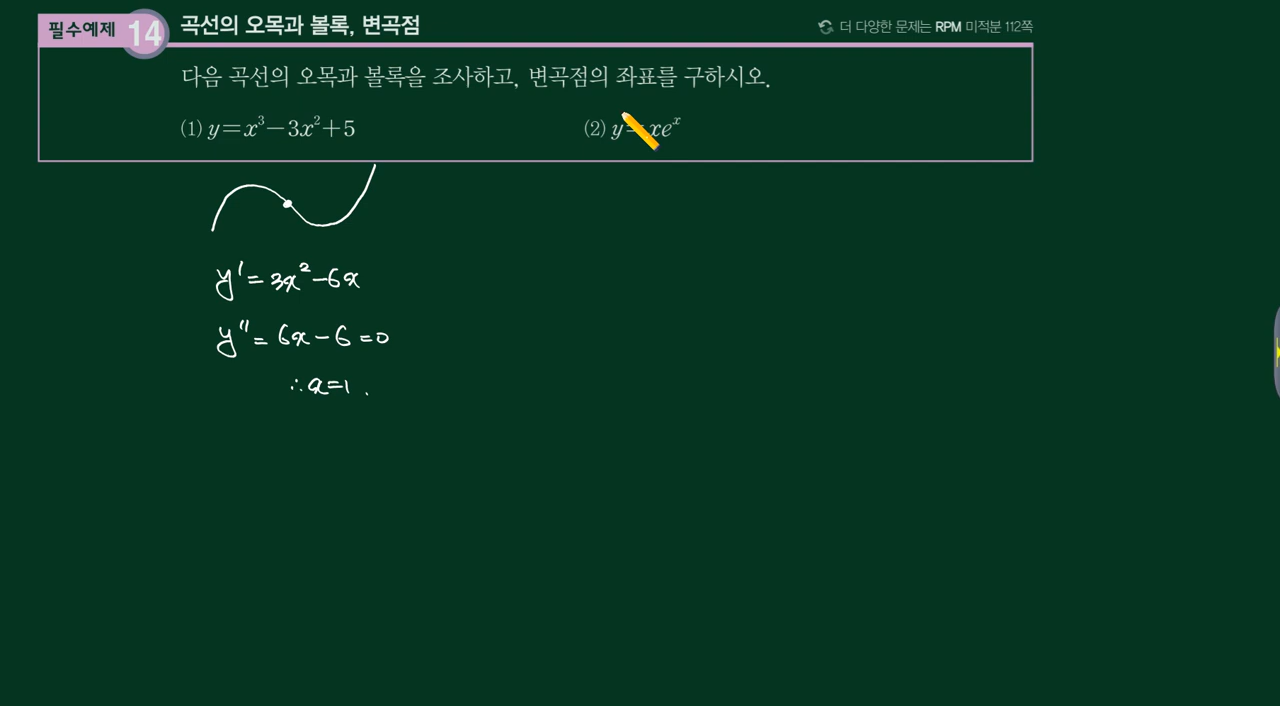 필수예제 14 곡선의 오목과 볼록, 변곡점
더 다양한 문제는 RPM 미적분 112쪽
다음 곡선의 오목과 볼록을 조사하고, 변곡점의 좌표를 구하시오.
(1) y=x³-3x²+5 (2) y=xeˣ
y'=3x²-6x
y''=6x-6=0
∴x=1.